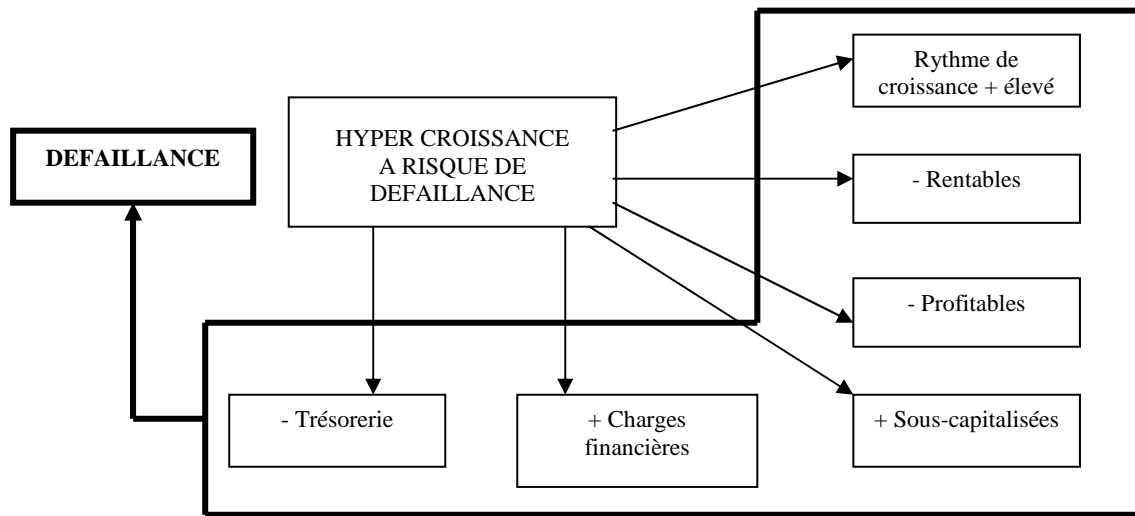 Rythme de
croissance + élevé
HYPER CROISSANCE
A RISQUE DE
DEFAILLANCE
DEFAILLANCE
- Rentables
- Profitables
- Trésorerie
+ Charges
financières
+ Sous-capitalisées